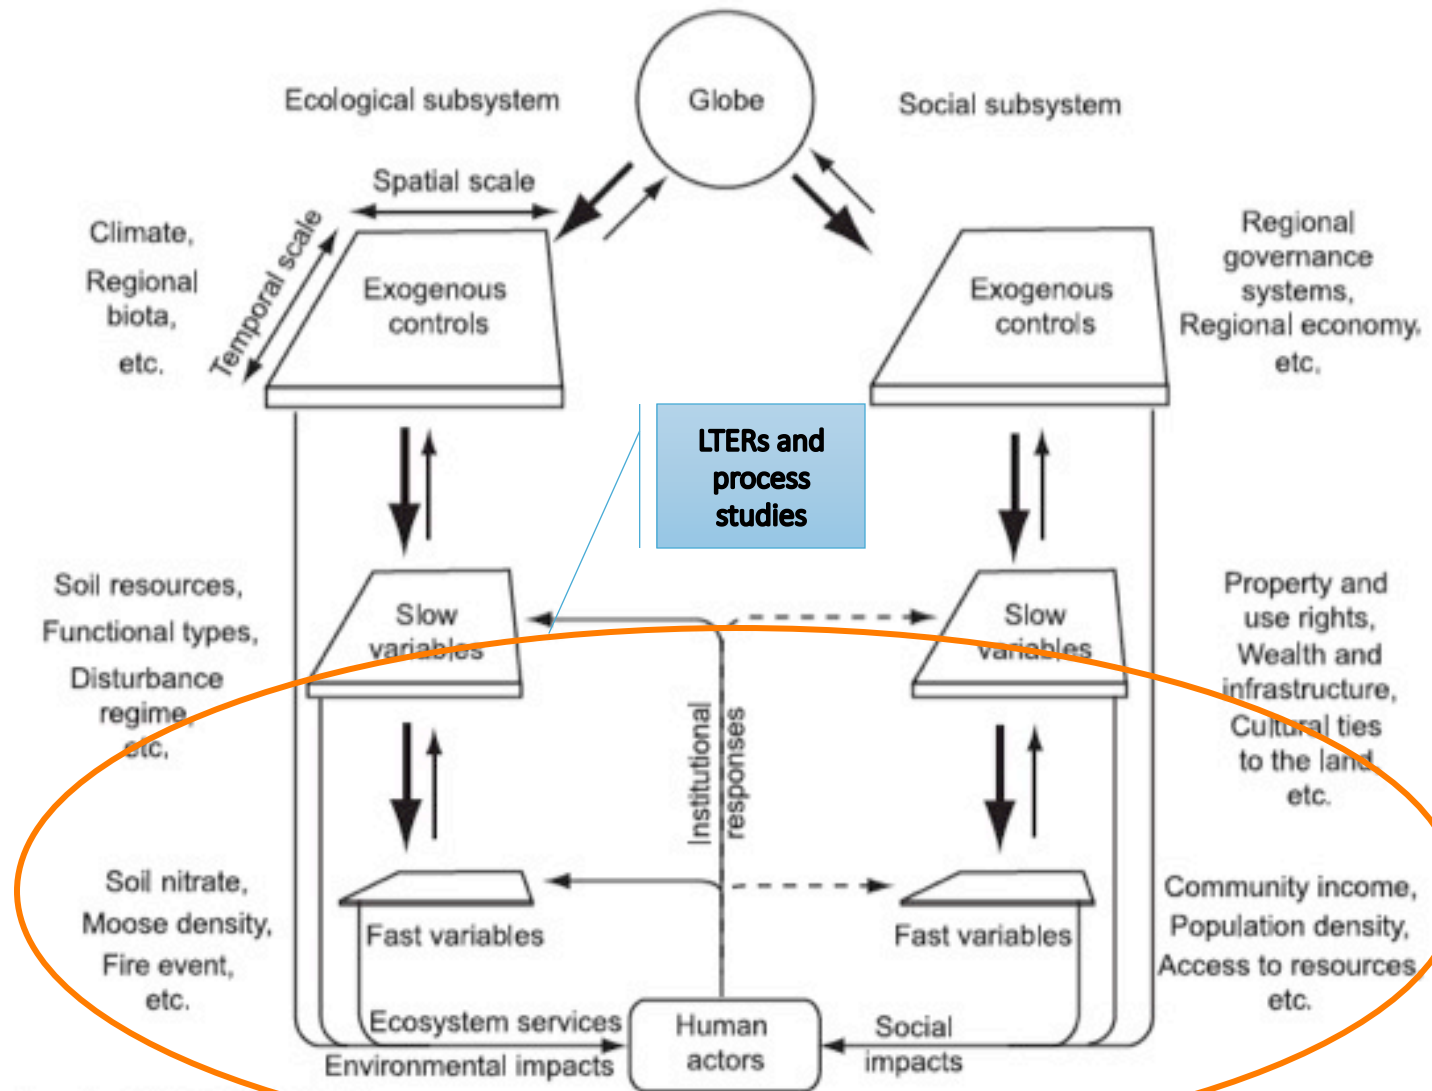 Globe
Ecological subsystem
Social subsystem
Spatial scale
Temporal scale
Climate,
Regional
biota,
etc.
Exogenous
controls
Exogenous
controls
Regional
governance
systems,
Regional economy,
etc.
LTERs and
process
studies
Soil resources,
Functional types,
Disturbance
regime,
etc.
Slow
variables
Slow
variables
Property and
use rights,
Wealth and
infrastructure,
Cultural ties
to the land,
etc.
Institutional
responses
Soil nitrate,
Moose density,
Fire event,
etc.
Fast variables
Fast variables
Community income,
Population density,
Access to resources
etc.
Ecosystem services
Environmental impacts
Human
actors
Social
impacts